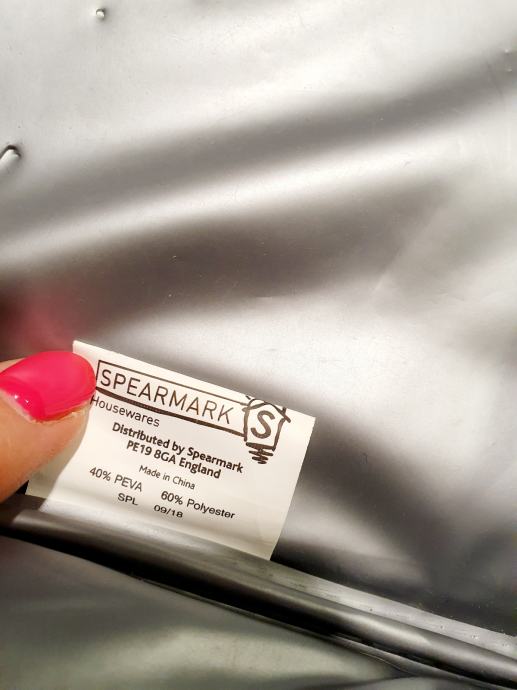 SPEARMARK S
Housewares
Distributed by Spearmark
PE19 8GA England
Made in China
40% PEVA 60% Polyester
SPL 09/18